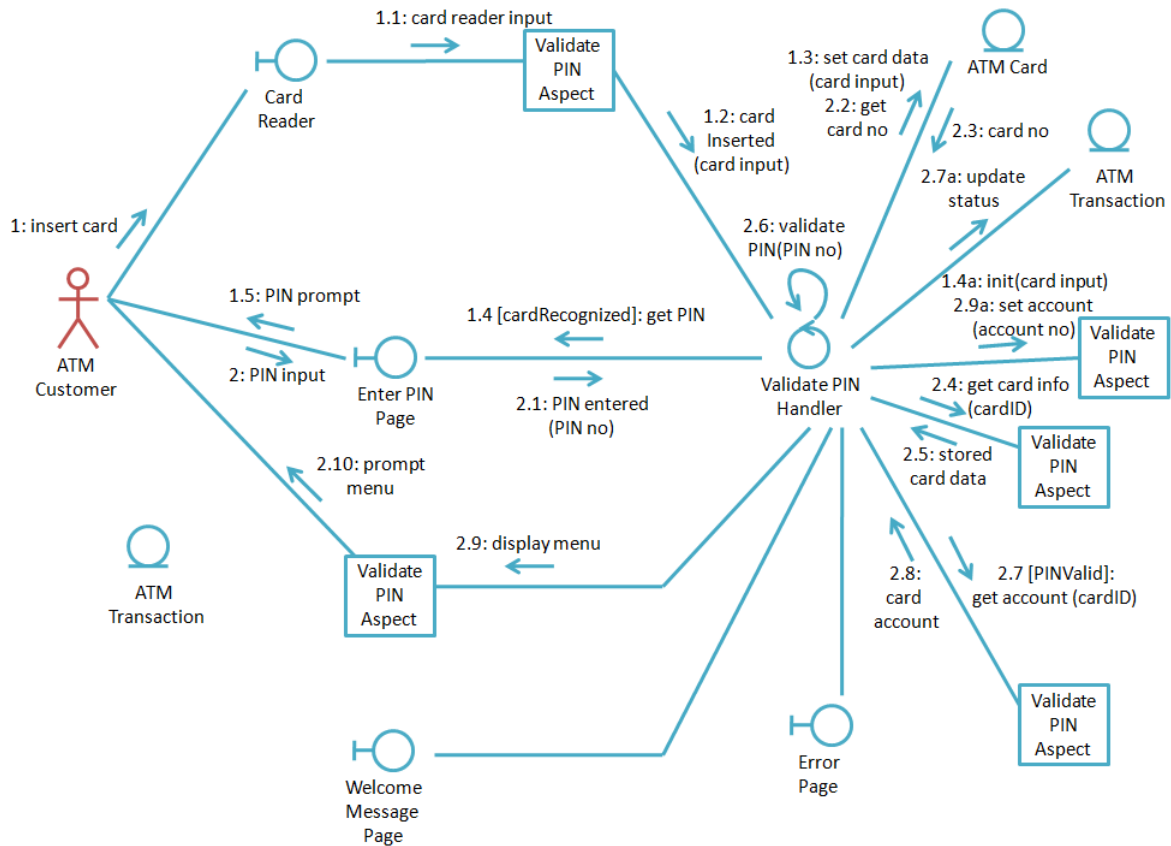 1.1: card reader input
Validate
PIN
Aspect
Card
Reader
1.3: set card data
(card input)
2.2: get
card no
ATM Card
2.3: card no
1.2: card
Inserted
(card input)
2.7a: update
status
ATM
Transaction
1: insert card
2.6: validate
PIN(PIN no)
1.4a: init(card input)
2.9a: set account
(account no)
1.5: PIN prompt
1.4 [cardRecognized]: get PIN
Validate
PIN
Aspect
ATM
Customer
2: PIN input
Enter PIN
Page
2.1: PIN entered
(PIN no)
Validate PIN
Handler
2.4: get card info
(cardID)
2.5: stored
card data
Validate
PIN
Aspect
2.10: prompt
menu
ATM
Transaction
2.9: display menu
Validate
PIN
Aspect
2.8:
card
account
2.7 [PINValid]:
get account (cardID)
Validate
PIN
Aspect
Error
Page
Welcome
Message
Page